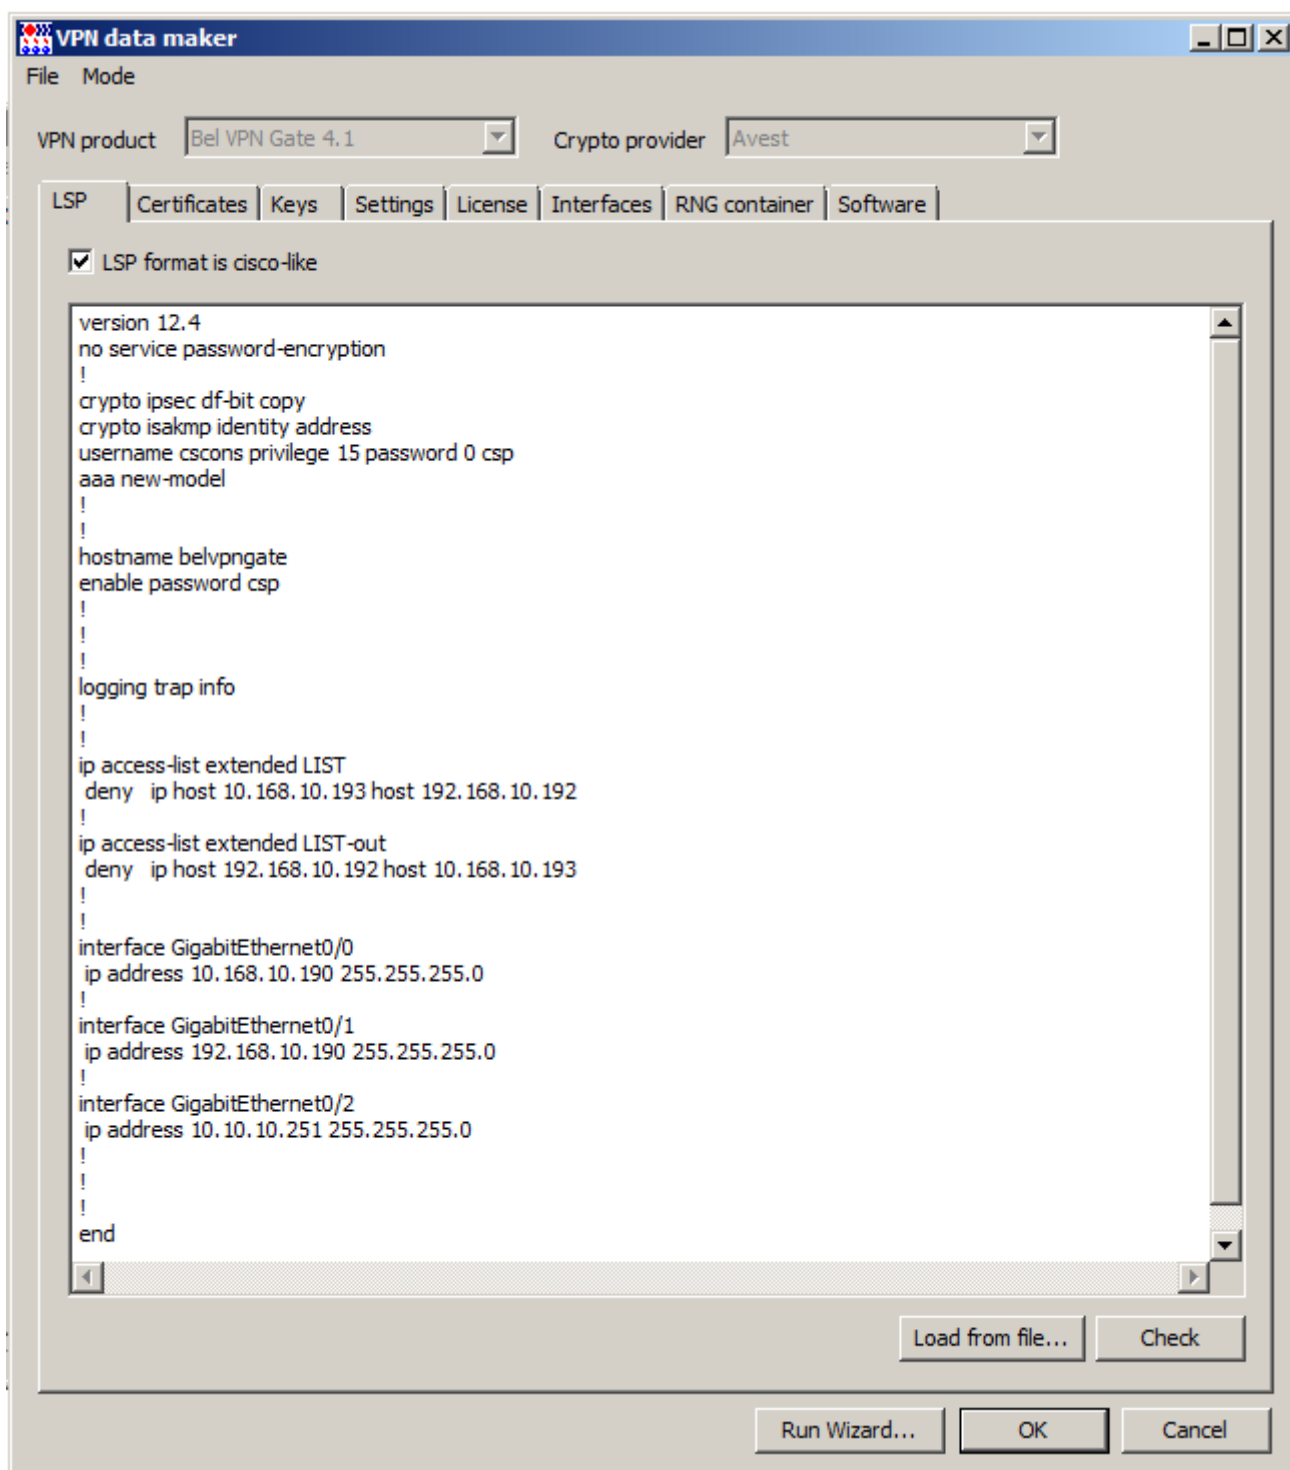 VPN data maker
File Mode
VPN product Bel VPN Gate 4.1 Crypto provider Avest
LSP Certificates Keys Settings License Interfaces RNG container Software
LSP format is cisco-like
version 12.4
no service password-encryption
!
crypto ipsec df-bit copy
crypto isakmp identity address
username cscons privilege 15 password 0 csp
aaa new-model
!
!
hostname belvpngate
enable password csp
!
!
!
logging trap info
!
!
ip access-list extended LIST
 deny   ip host 10.168.10.193 host 192.168.10.192
!
ip access-list extended LIST-out
 deny   ip host 192.168.10.192 host 10.168.10.193
!
!
interface GigabitEthernet0/0
 ip address 10.168.10.190 255.255.255.0
!
interface GigabitEthernet0/1
 ip address 192.168.10.190 255.255.255.0
!
interface GigabitEthernet0/2
 ip address 10.10.10.251 255.255.255.0
!
!
!
end
Load from file... Check
Run Wizard... OK Cancel